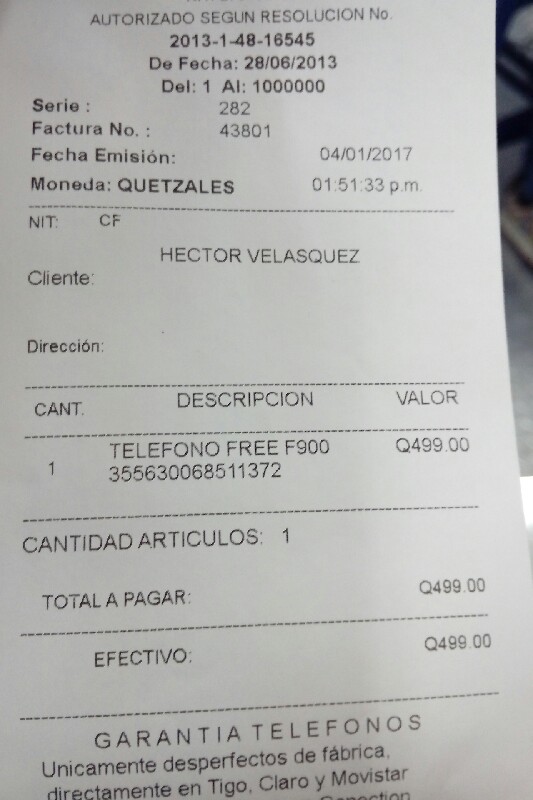 AUTORIZADO SEGUN RESOLUCION No.
2013-1-48-16545
De Fecha: 28/06/2013
Del: 1 Al: 1000000
Serie : 282
Factura No. : 43801
Fecha Emisión: 04/01/2017
Moneda: QUETZALES 01:51:33 p.m.
NIT: CF
HECTOR VELASQUEZ
Cliente:
Dirección:
CANT. DESCRIPCION VALOR
1 TELEFONO FREE F900 Q499.00
355630068511372
CANTIDAD ARTICULOS: 1
TOTAL A PAGAR: Q499.00
EFECTIVO: Q499.00
GARANTIA TELEFONOS
Unicamente desperfectos de fábrica,
directamente en Tigo, Claro y Movistar